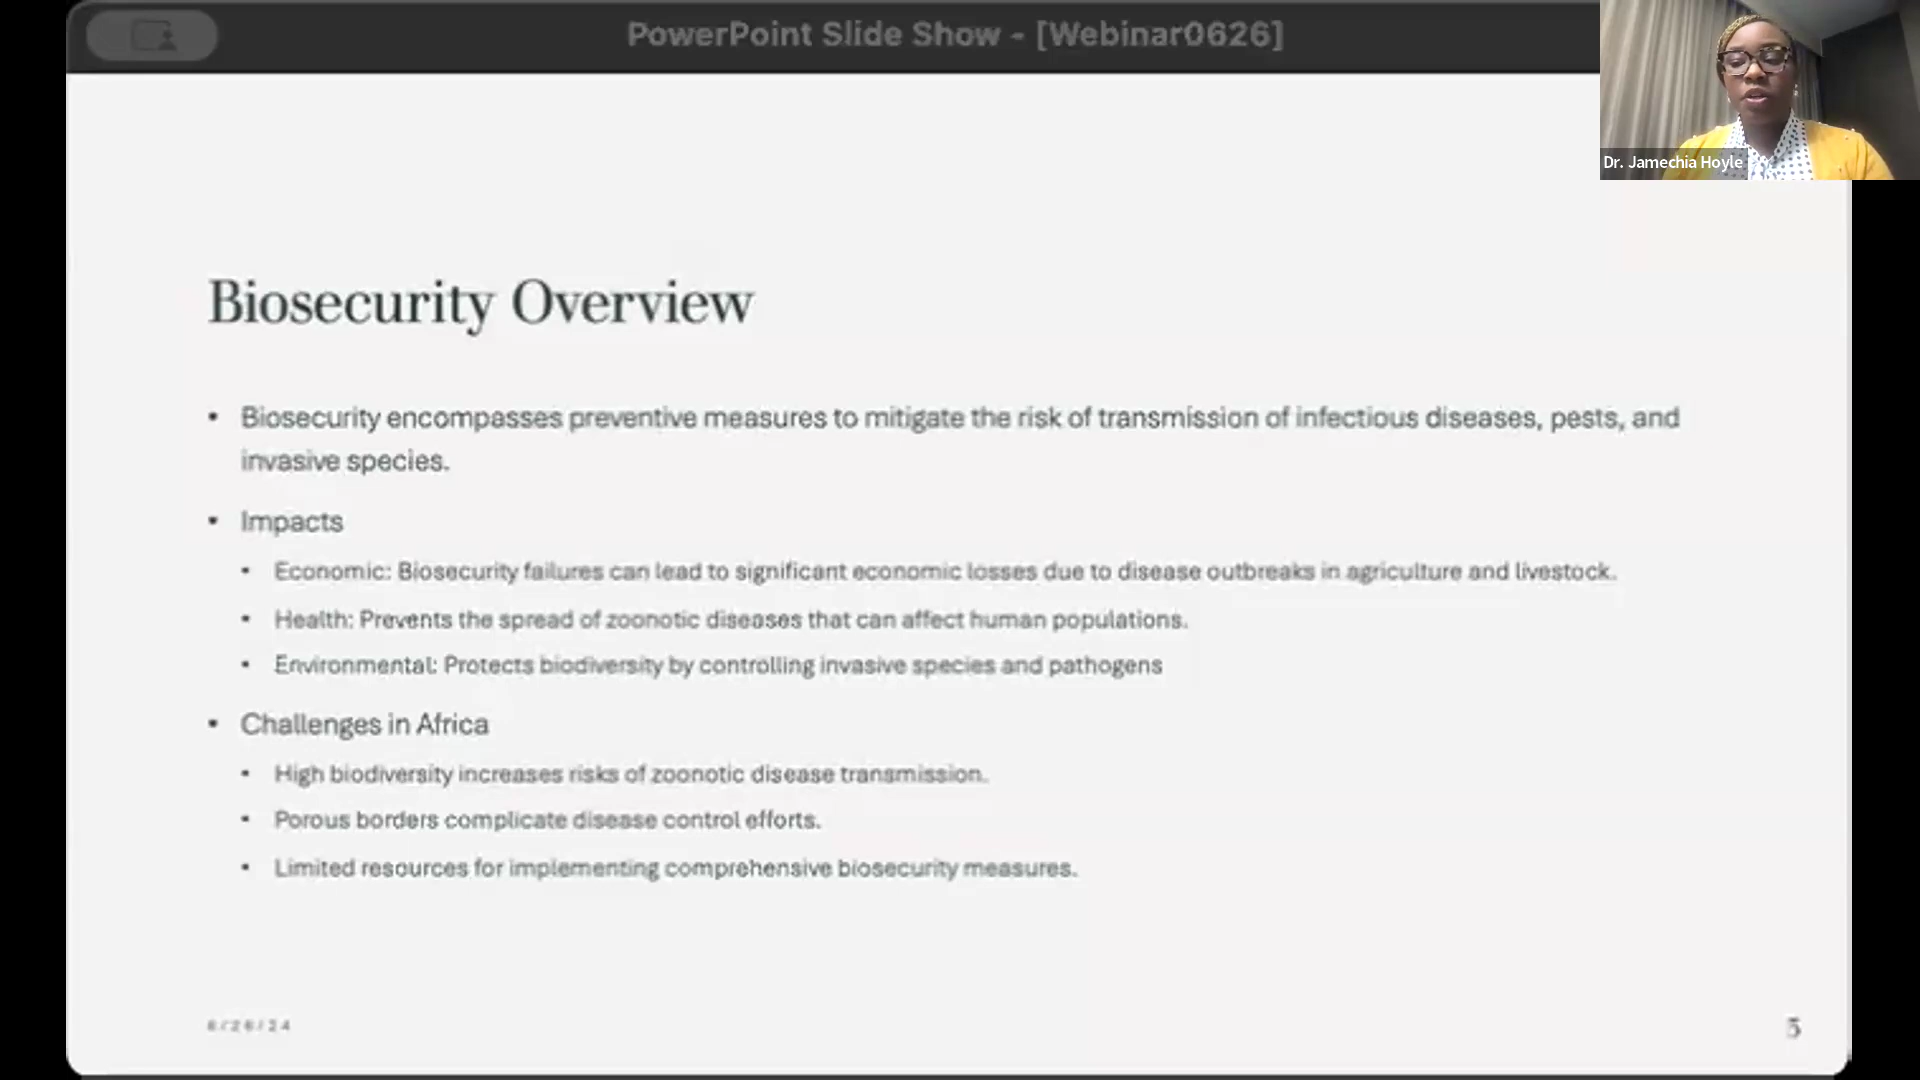 PowerPoint Slide Show - [Webinar0626]
Dr. Jamechia Hoyle
Biosecurity Overview
• Biosecurity encompasses preventive measures to mitigate the risk of transmission of infectious diseases, pests, and
invasive species.
• Impacts
• Economic: Biosecurity failures can lead to significant economic losses due to disease outbreaks in agriculture and livestock.
• Health: Prevents the spread of zoonotic diseases that can affect human populations.
• Environmental: Protects biodiversity by controlling invasive species and pathogens
• Challenges in Africa
• High biodiversity increases risks of zoonotic disease transmission.
• Porous borders complicate disease control efforts.
• Limited resources for implementing comprehensive biosecurity measures.
6/26/24
5